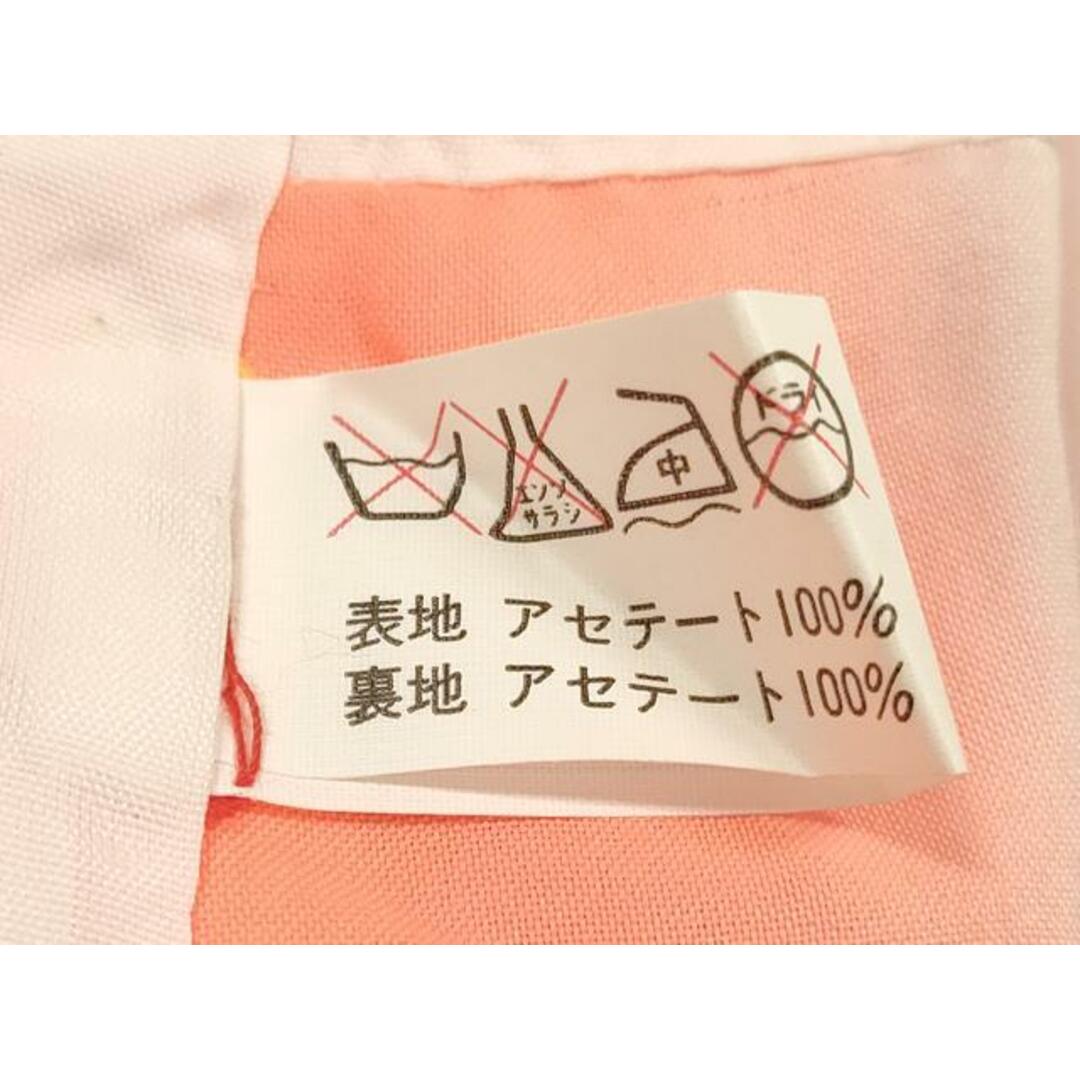 エンソ
サラシ
中
ドライ
表地 アセテート100%
裏地 アセテート100%